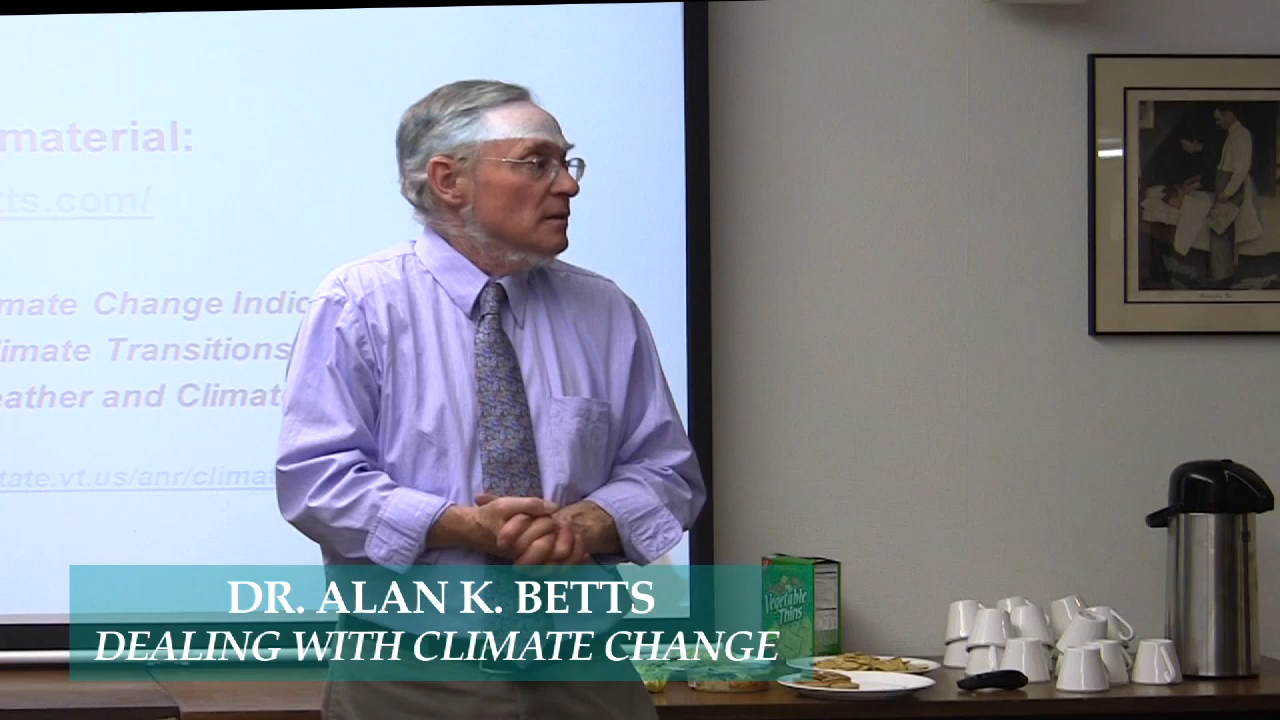 material:
tts.com/
mate Change Indic
limate Transitions
eather and Climate
tate.vt.us/anr/climat
Vegetable
Thins
DR. ALAN K. BETTS
DEALING WITH CLIMATE CHANGE